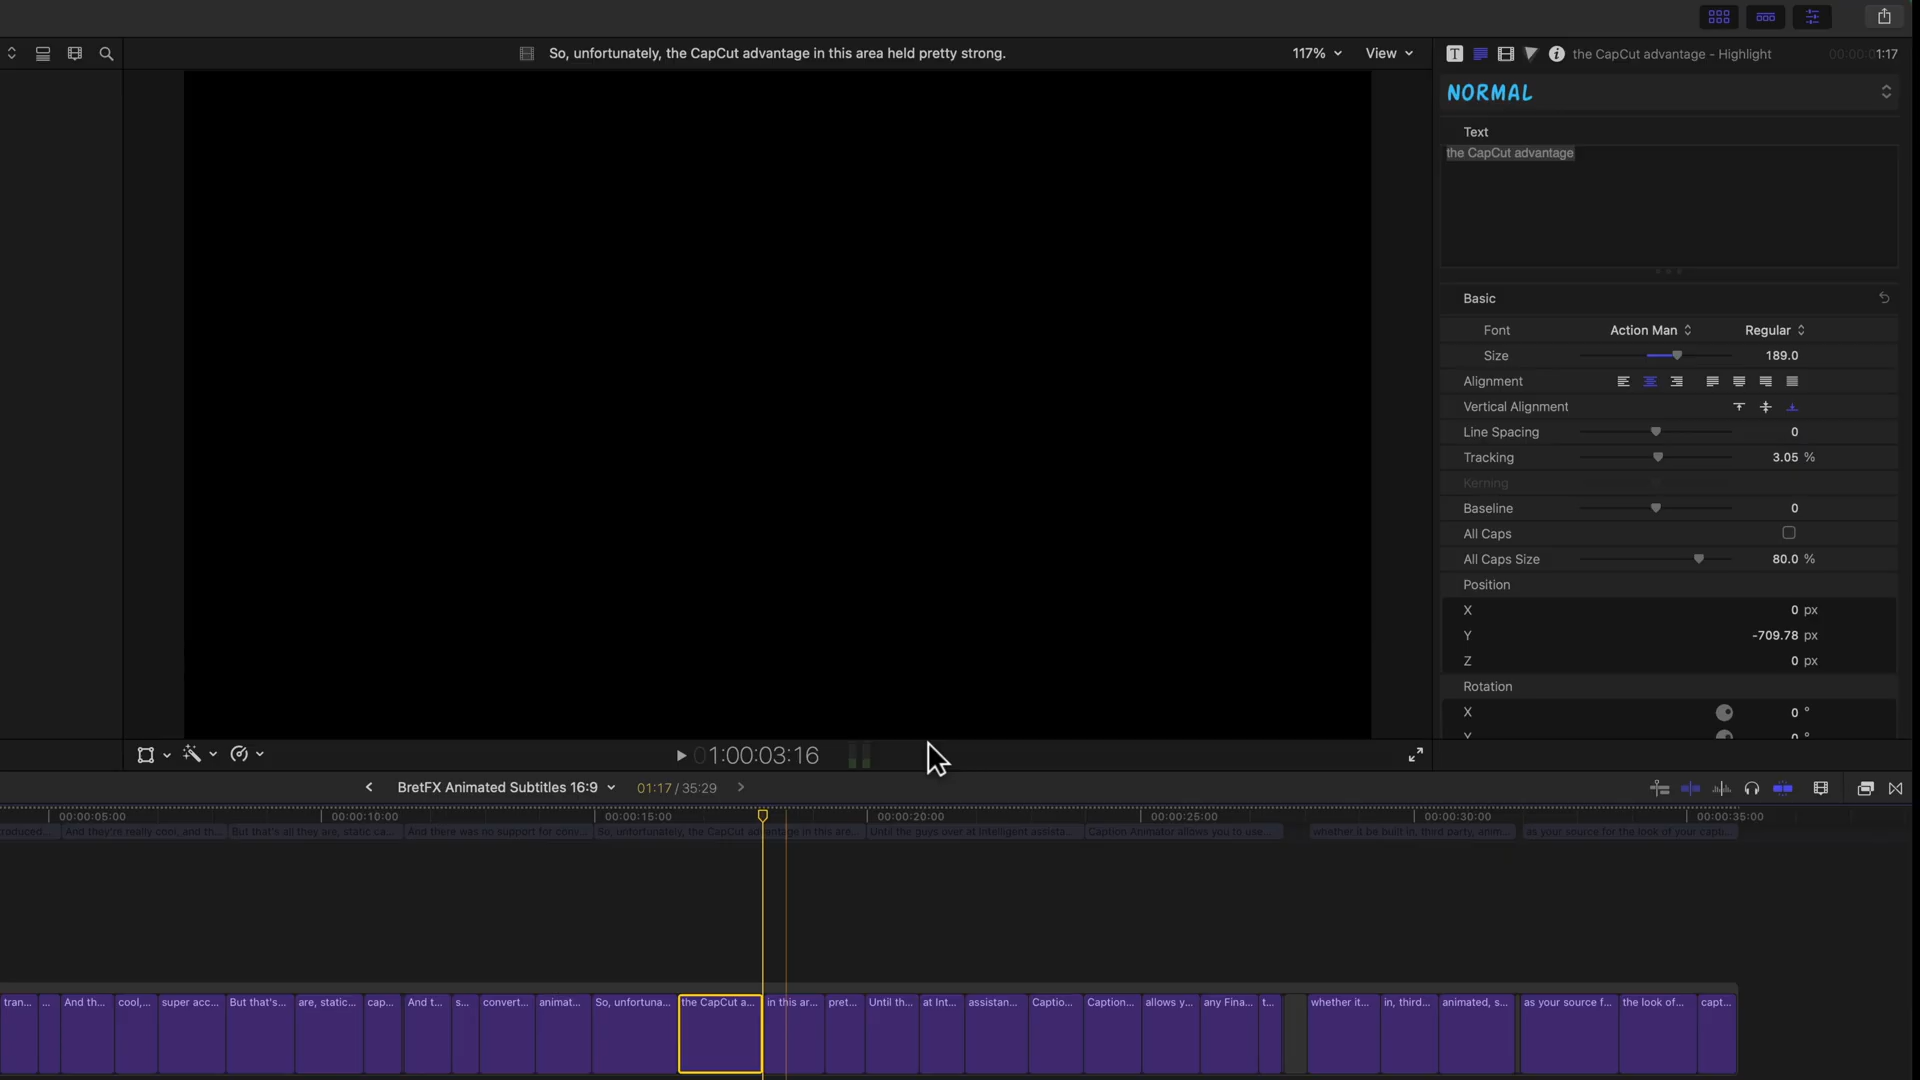 So, unfortunately, the CapCut advantage in this area held pretty strong.
117%
View
the CapCut advantage - Highlight
00:00:01:17
NORMAL
Text
the CapCut advantage
Basic
Font
Action Man
Regular
Size
189.0
Alignment
Vertical Alignment
Line Spacing
0
Tracking
3.05 %
Kerning
Baseline
0
All Caps
All Caps Size
80.0 %
Position
X
0 px
Y
-709.78 px
Z
0 px
Rotation
X
0 °
Y
0 °
01:00:03:16
BretFX Animated Subtitles 16:9
01:17 / 35:29
00:00:05:00
00:00:10:00
00:00:15:00
00:00:20:00
00:00:25:00
00:00:30:00
00:00:35:00
roduced...
And they're really cool, and th...
But that's all they are, static ca...
And there was no support for conv...
So, unfortunately, the CapCut advantage in this are...
Until the guys over at intelligent assista...
Caption Animator allows you to use...
whether it be built in, third party, anim...
as your source for the look of your capti...
tran...
...
And th...
cool,...
super acc...
But that's...
are, static...
cap...
And t...
s...
convert...
animat...
So, unfortuna...
the CapCut a...
in this ar...
pret...
Until th...
at Int...
assistan...
Captio...
Caption...
allows y...
any Fina...
t...
whether it...
in, third...
animated, s...
as your source f...
the look of...
capt...